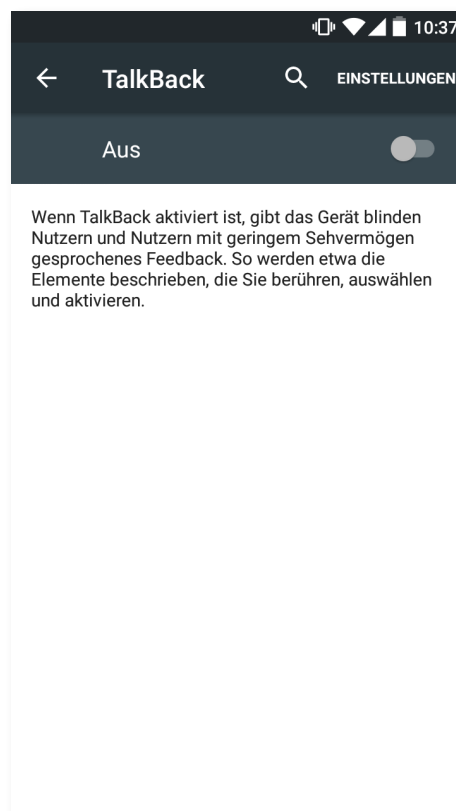 10:37
TalkBack
EINSTELLUNGEN
Aus
Wenn TalkBack aktiviert ist, gibt das Gerät blinden
Nutzern und Nutzern mit geringem Sehvermögen
gesprochenes Feedback. So werden etwa die
Elemente beschrieben, die Sie berühren, auswählen
und aktivieren.